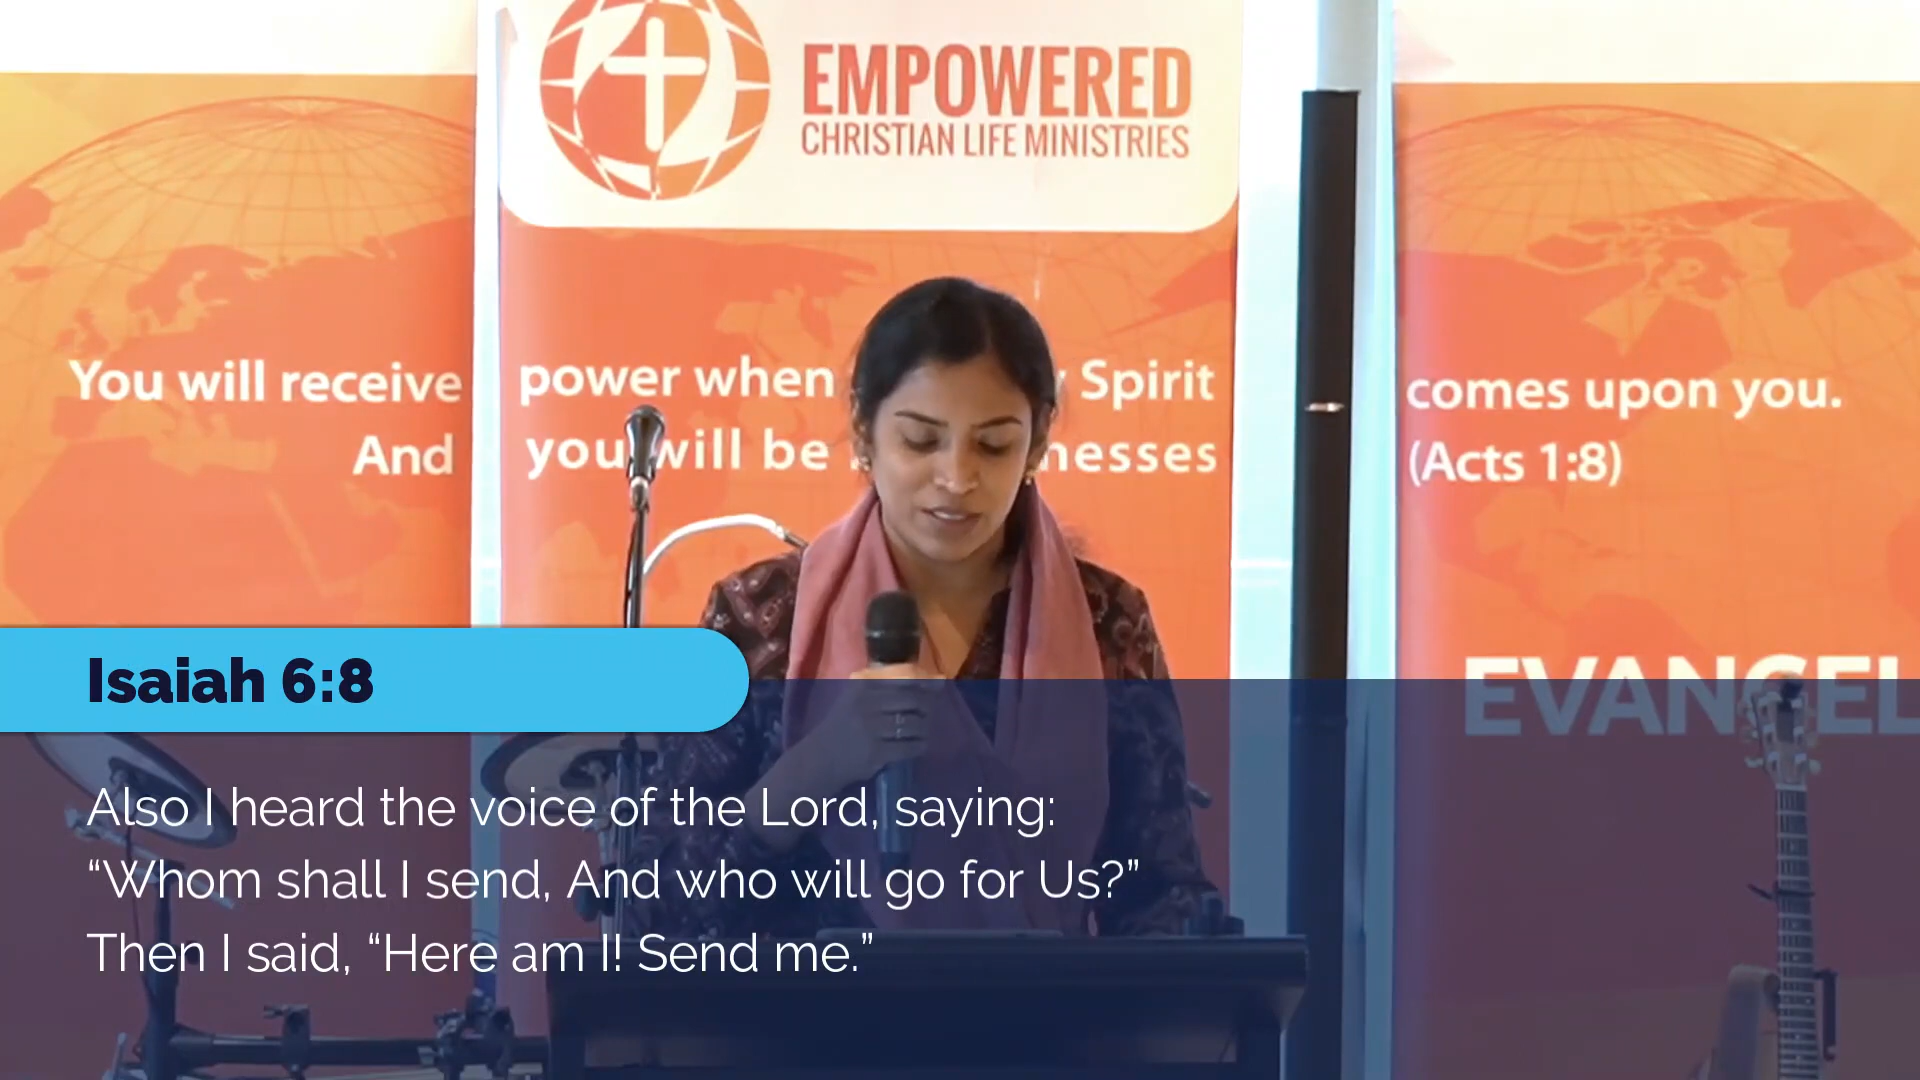 EMPOWERED
CHRISTIAN LIFE MINISTRIES
You will receive power when Spirit comes upon you.
And you will be nesses (Acts 1:8)
EVANGEL
Isaiah 6:8
Also I heard the voice of the Lord, saying:
“Whom shall I send, And who will go for Us?”
Then I said, “Here am I! Send me.”